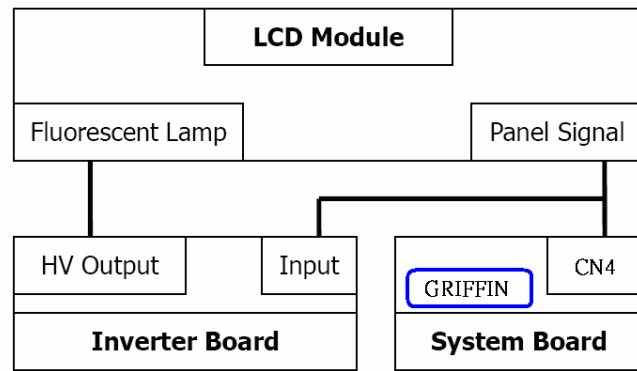 LCD Module
Fluorescent Lamp
Panel Signal
HV Output
Input
CN4
GRIFFIN
Inverter Board
System Board